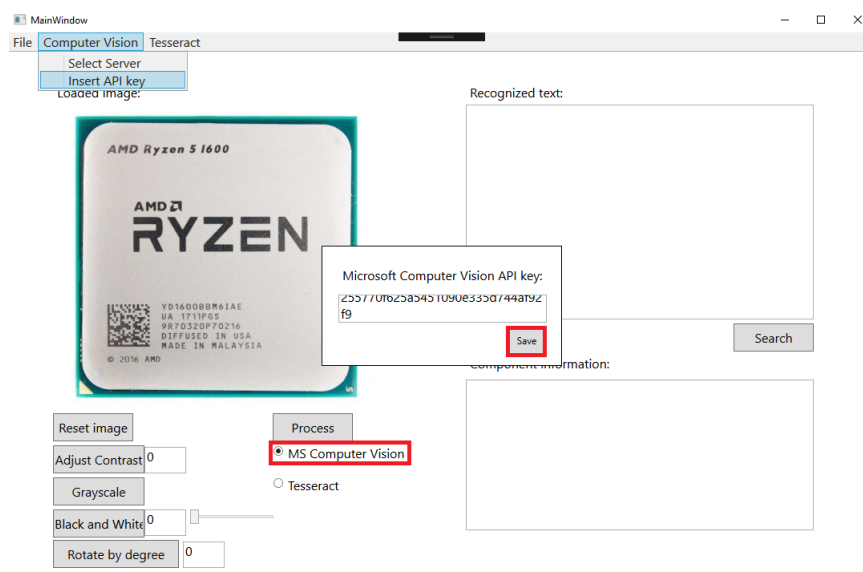 MainWindow
File Computer Vision Tesseract
Select Server
Insert API key
Loaded image:
Recognized text:
AMD Ryzen 5 1600
AMD
RYZEN
YD1600BBM6IAE
UA 1711PGS
9R70320P70216
DIFFUSED IN USA
MADE IN MALAYSIA
© 2016 AMD
Microsoft Computer Vision API key:
255770f625a5451090e335d744af92
f9
Save
Search
Component information:
Reset image
Process
Adjust Contrast 0
MS Computer Vision
Grayscale
Tesseract
Black and White 0
Rotate by degree 0